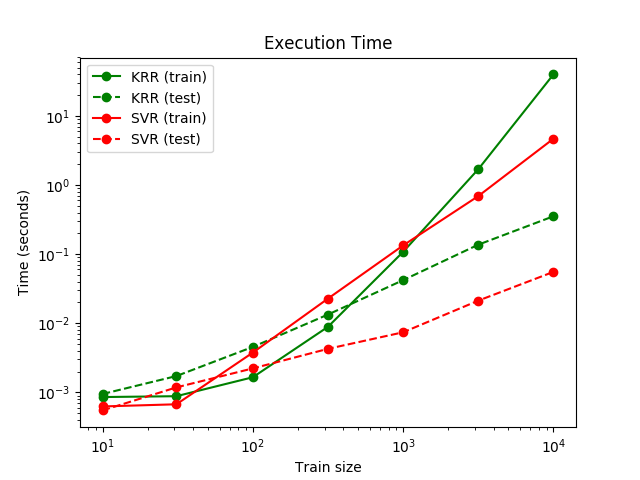 Execution Time
KRR (train)
KRR (test)
SVR (train)
SVR (test)
Time (seconds)
10¹
10⁰
10⁻¹
10⁻²
10⁻³
10¹ 10² 10³ 10⁴
Train size